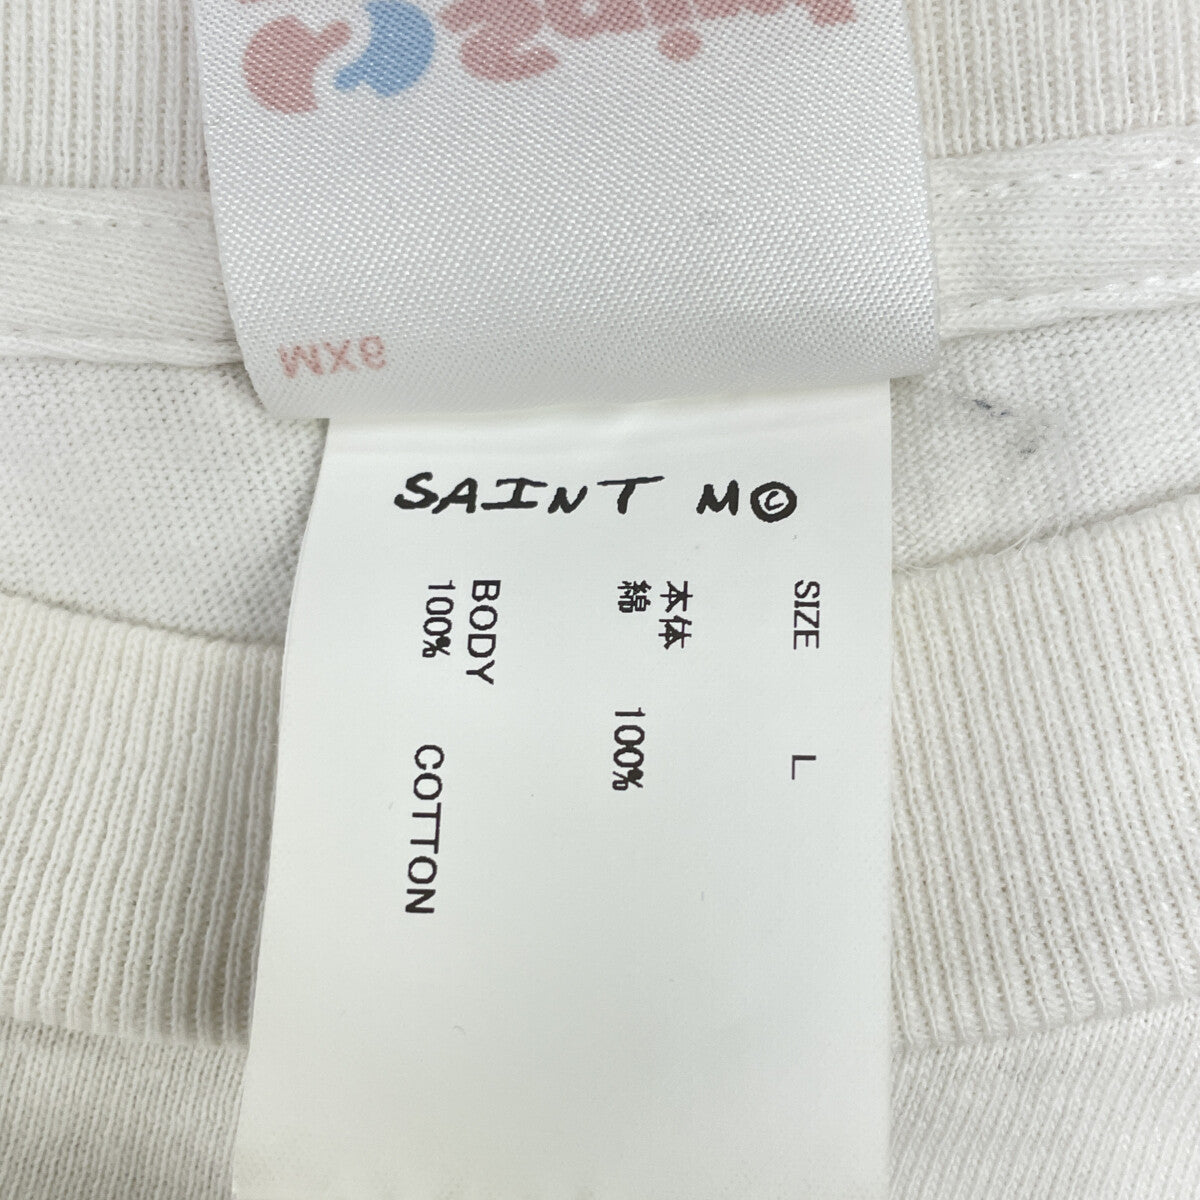 SAINT M©
SIZE L
本体
綿 100%
BODY
100% COTTON